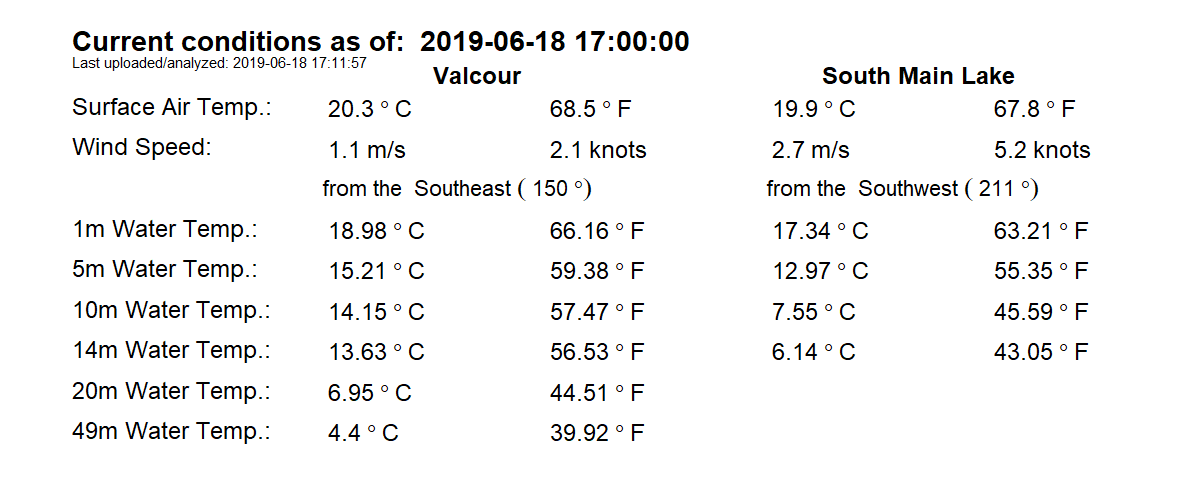 Current conditions as of:  2019-06-18 17:00:00
Last uploaded/analyzed: 2019-06-18 17:11:57
Valcour South Main Lake
Surface Air Temp.: 20.3 ° C 68.5 ° F 19.9 ° C 67.8 ° F
Wind Speed: 1.1 m/s 2.1 knots 2.7 m/s 5.2 knots
from the  Southeast ( 150 °) from the  Southwest ( 211 °)
1m Water Temp.: 18.98 ° C 66.16 ° F 17.34 ° C 63.21 ° F
5m Water Temp.: 15.21 ° C 59.38 ° F 12.97 ° C 55.35 ° F
10m Water Temp.: 14.15 ° C 57.47 ° F 7.55 ° C 45.59 ° F
14m Water Temp.: 13.63 ° C 56.53 ° F 6.14 ° C 43.05 ° F
20m Water Temp.: 6.95 ° C 44.51 ° F
49m Water Temp.: 4.4 ° C 39.92 ° F